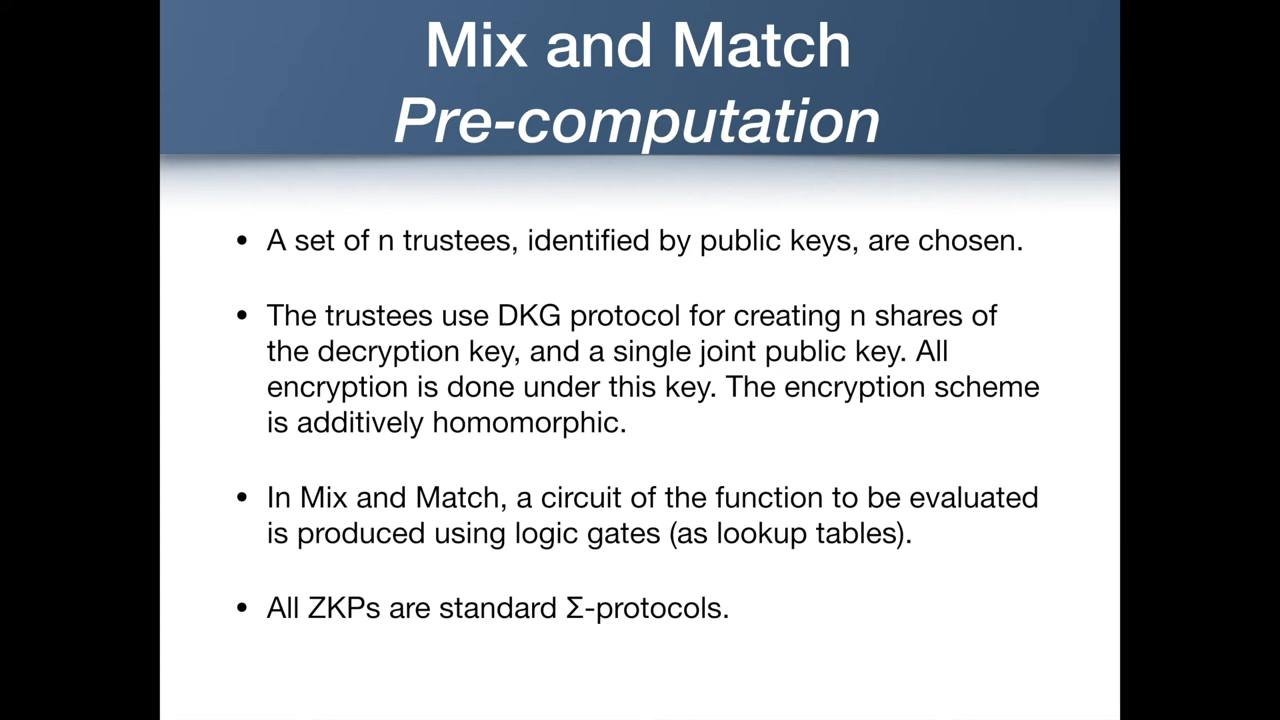 Mix and Match
Pre-computation
• A set of n trustees, identified by public keys, are chosen.
• The trustees use DKG protocol for creating n shares of
the decryption key, and a single joint public key. All
encryption is done under this key. The encryption scheme
is additively homomorphic.
• In Mix and Match, a circuit of the function to be evaluated
is produced using logic gates (as lookup tables).
• All ZKPs are standard Σ-protocols.